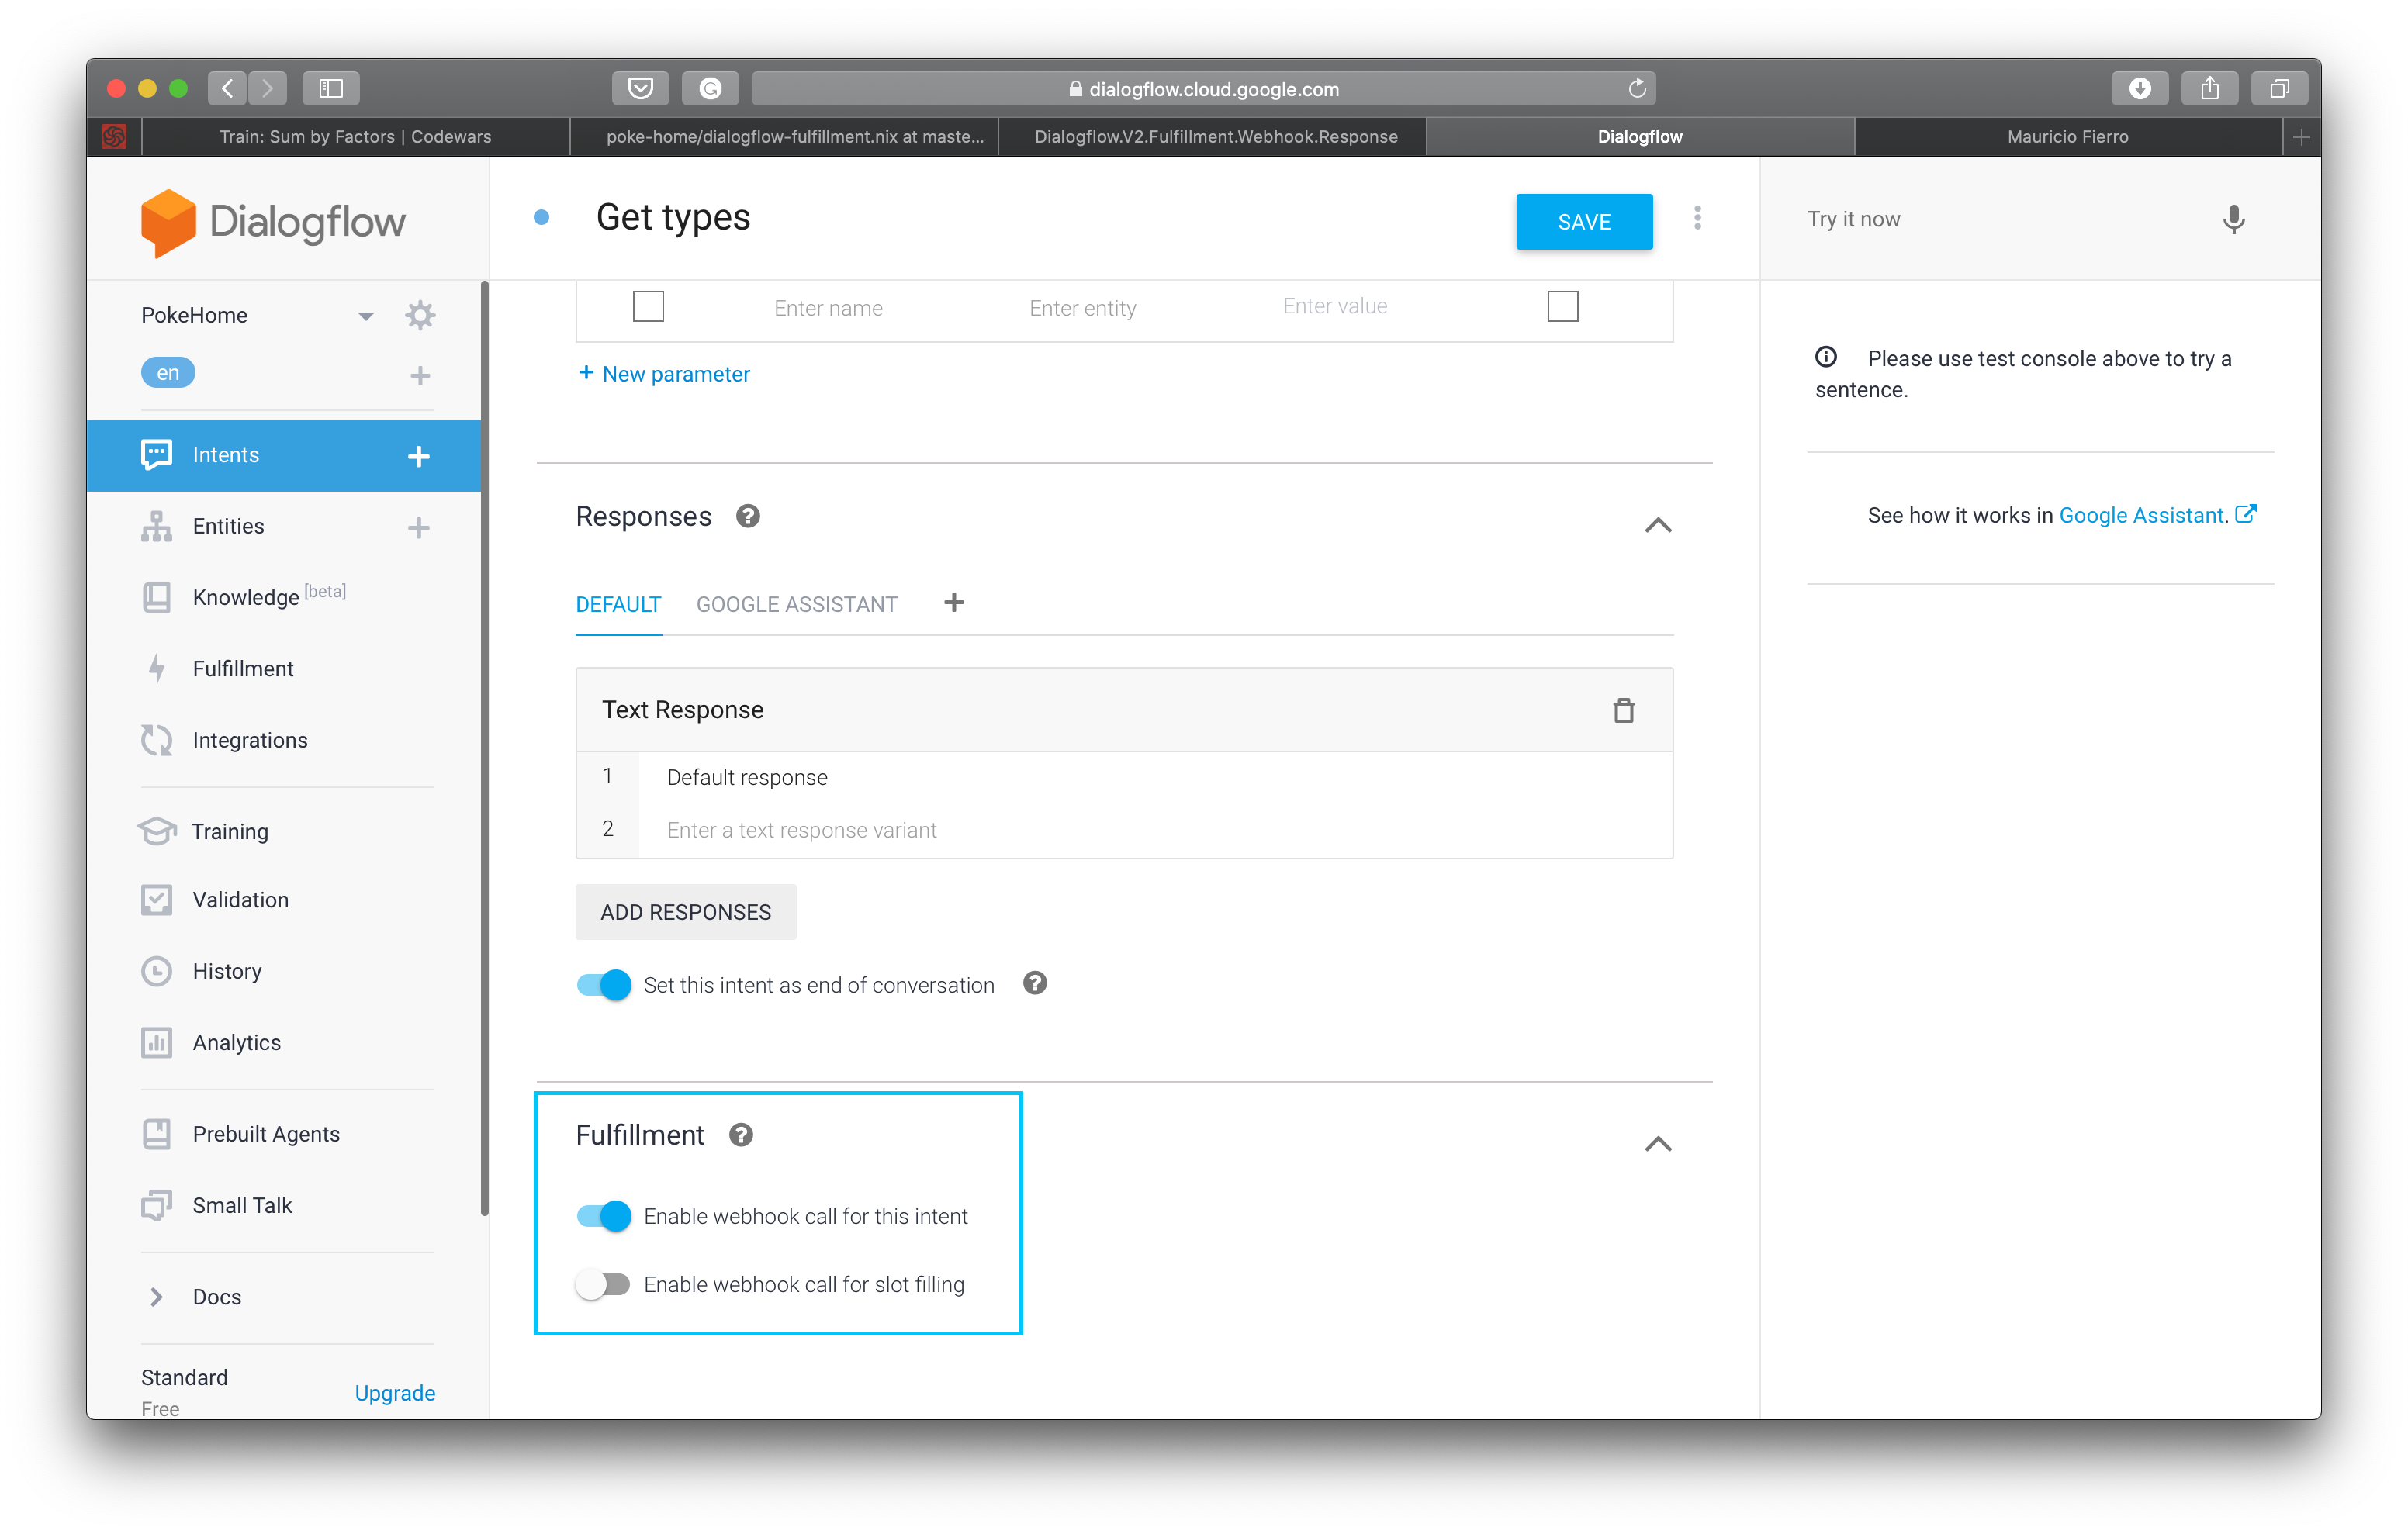 dialogflow.cloud.google.com
Train: Sum by Factors | Codewars
poke-home/dialogflow-fulfillment.nix at maste...
Dialogflow.V2.Fulfillment.Webhook.Response
Dialogflow
Mauricio Fierro
Dialogflow
Get types
SAVE
Try it now
PokeHome
en
Intents
Entities
Knowledge [beta]
Fulfillment
Integrations
Training
Validation
History
Analytics
Prebuilt Agents
Small Talk
Docs
Standard
Free
Upgrade
Enter name Enter entity Enter value
+ New parameter
Responses
DEFAULT GOOGLE ASSISTANT
Text Response
1 Default response
2 Enter a text response variant
ADD RESPONSES
Set this intent as end of conversation
Fulfillment
Enable webhook call for this intent
Enable webhook call for slot filling
Please use test console above to try a
sentence.
See how it works in Google Assistant.